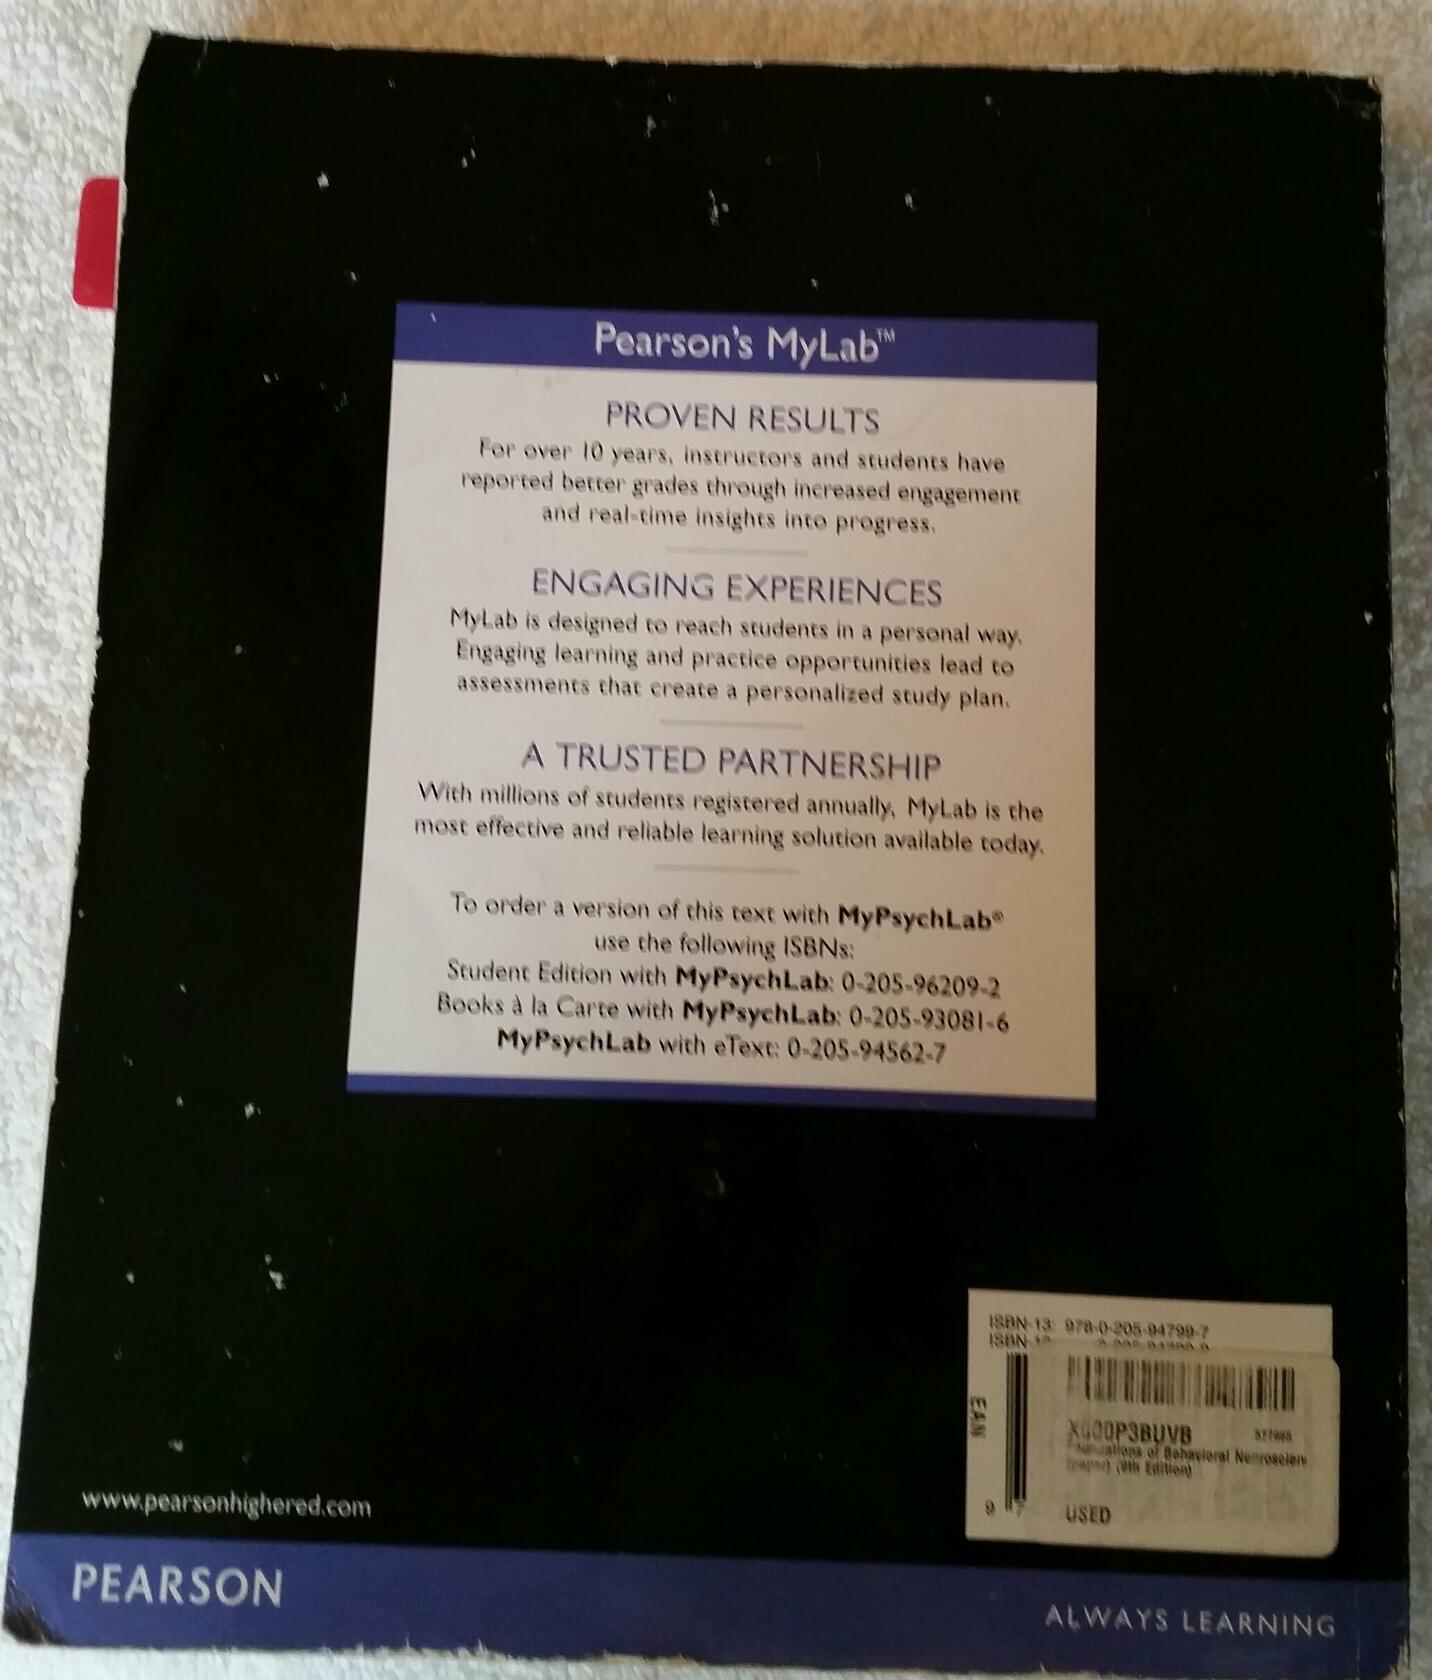 Pearson's MyLab™
PROVEN RESULTS
For over 10 years, instructors and students have
reported better grades through increased engagement
and real-time insights into progress.
ENGAGING EXPERIENCES
MyLab is designed to reach students in a personal way.
Engaging learning and practice opportunities lead to
assessments that create a personalized study plan.
A TRUSTED PARTNERSHIP
With millions of students registered annually, MyLab is the
most effective and reliable learning solution available today.
To order a version of this text with MyPsychLab®
use the following ISBNs:
Student Edition with MyPsychLab: 0-205-96209-2
Books à la Carte with MyPsychLab: 0-205-93081-6
MyPsychLab with eText: 0-205-94562-7
ISBN-13: 978-0-205-94799-7
EAN
9 7
of Behavioral
(9th Edition)
USED
www.pearsonhighered.com
PEARSON
ALWAYS LEARNING